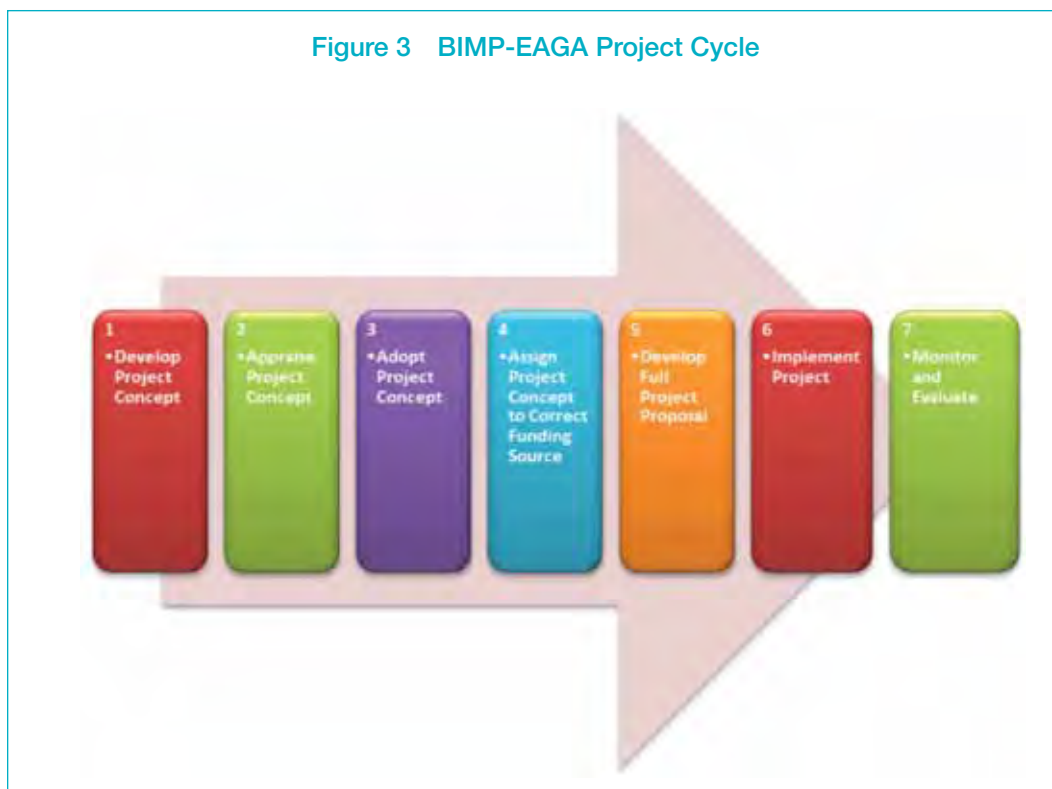 Figure 3 BIMP-EAGA Project Cycle
1
•Develop
Project
Concept
2
•Appraise
Project
Concept
3
•Adopt
Project
Concept
4
•Assign
Project
Concept
to Correct
Funding
Source
5
•Develop
Full
Project
Proposal
6
•Implement
Project
7
•Monitor
and
Evaluate